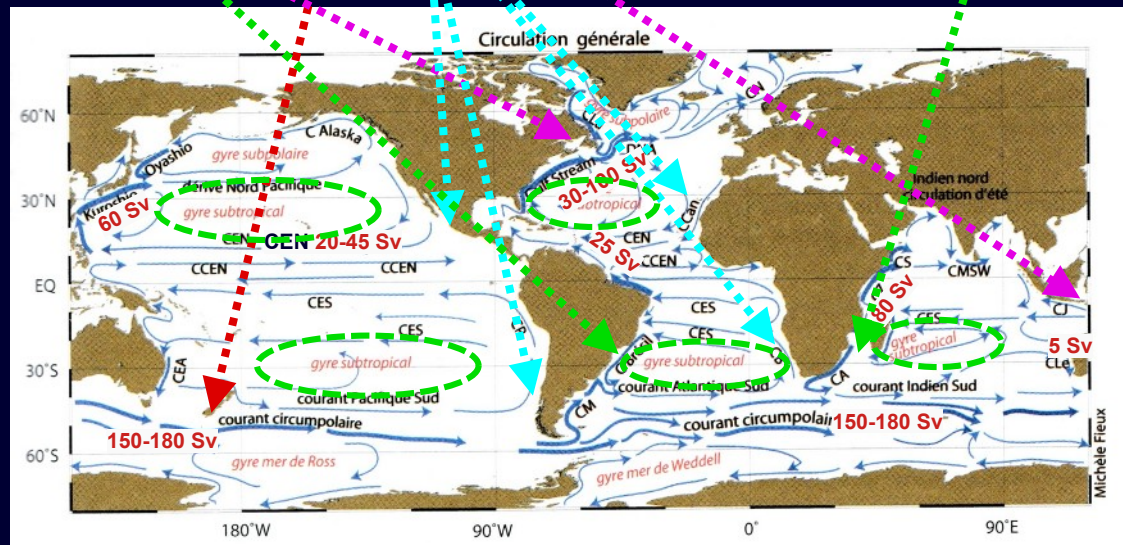 Circulation générale
CN
60°N
gyre subpolaire
C Alaska
Oyashio
gyre subpolaire
dérive Nord Pacifique
Gulf Stream
30-100 Sv
Indien nord
circulation d'été
30°N
Kuroshio
60 Sv
gyre subtropical
subtropical
CCan
CEN
CEN 20-45 Sv
25 Sv
CEN
CCEN
CCEN
CCEN
CS
CMSW
EQ
CES
CES
80 Sv
CJ
CES
CES
CES
5 Sv
CEA
gyre subtropical
gyre subtropical
gyre
subtropical
CB
CLe
30°S
courant Pacifique Sud
courant Atlantique Sud
CA
courant Indien Sud
CM
150-180 Sv
courant circumpolaire
courant circumpolair
150-180 Sv
60°S
gyre mer de Ross
gyre mer de Weddell
Michèle Fieux
180°W
90°W
0°
90°E